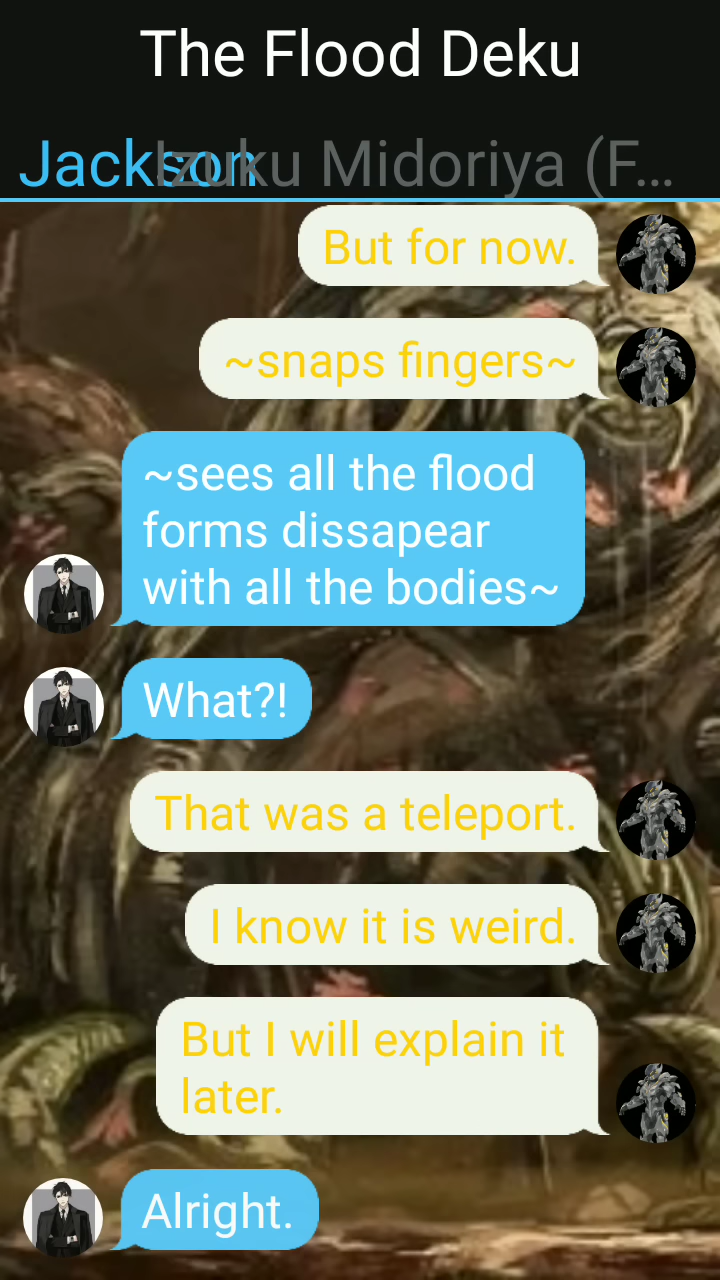 The Flood Deku
Jackson
Izuku Midoriya (F...
But for now.
~snaps fingers~
~sees all the flood
forms dissapear
with all the bodies~
What?!
That was a teleport.
I know it is weird.
But I will explain it
later.
Alright.